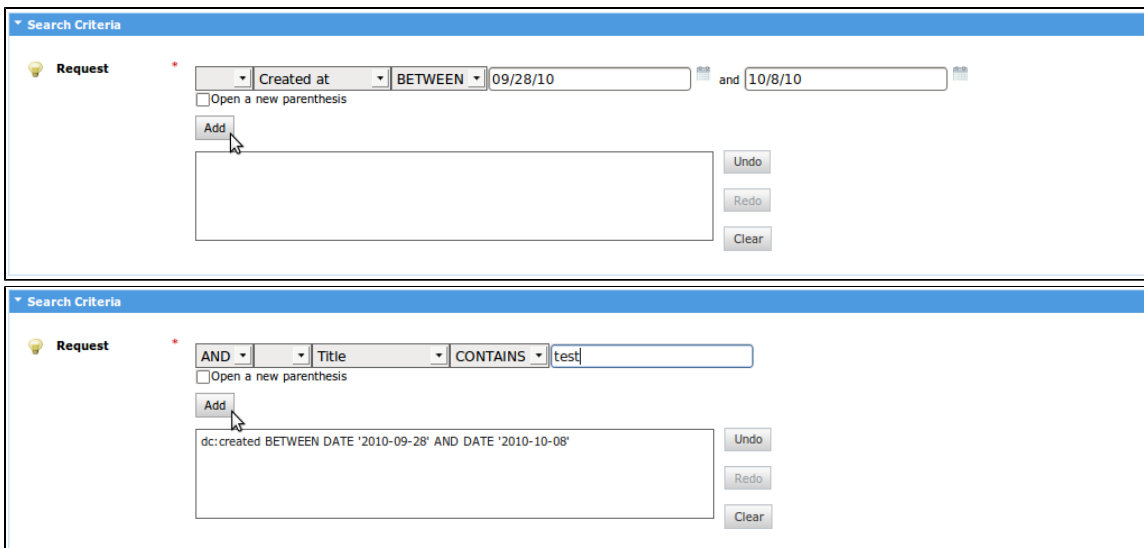 Search Criteria
Request * Created at BETWEEN 09/28/10 and 10/8/10
Open a new parenthesis
Add
Undo
Redo
Clear
Search Criteria
Request * AND Title CONTAINS test
Open a new parenthesis
Add
dc:created BETWEEN DATE '2010-09-28' AND DATE '2010-10-08'
Undo
Redo
Clear